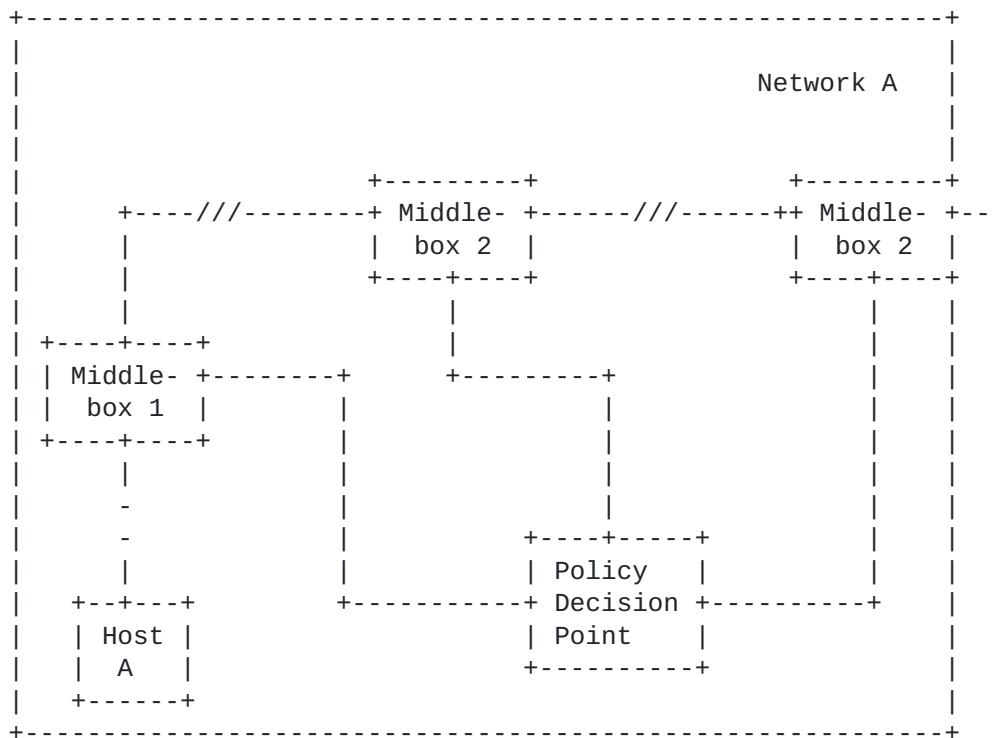 Network A
Middle- Middle-
box 2 box 2
Middle-
box 1
Policy
Decision
Point
Host
A